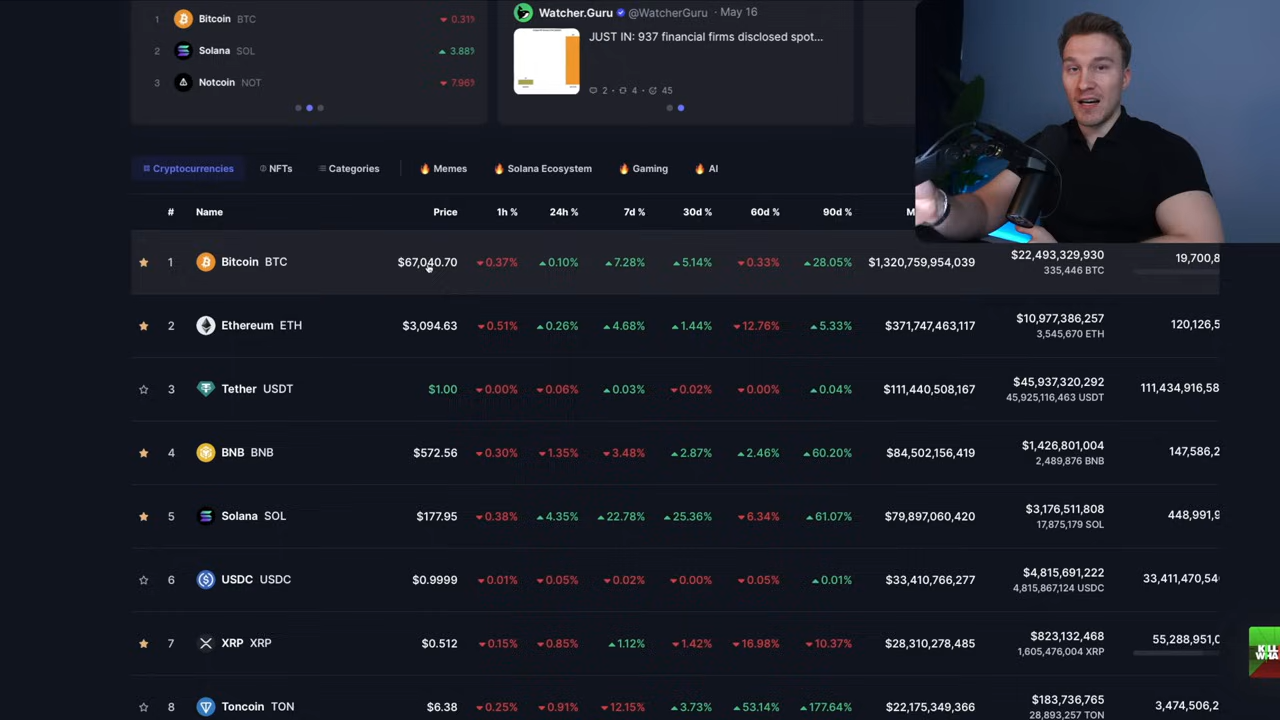 1 Bitcoin BTC 0.31%
2 Solana SOL 3.88%
3 Notcoin NOT 7.96%
Watcher.Guru @WatcherGuru · May 16
JUST IN: 937 financial firms disclosed spot...
2 · 4 · 45
Cryptocurrencies NFTs Categories Memes Solana Ecosystem Gaming AI
# Name Price 1h % 24h % 7d % 30d % 60d % 90d % M
1 Bitcoin BTC $67,040.70 0.37% 0.10% 7.28% 5.14% 0.33% 28.05% $1,320,759,954,039 $22,493,329,930 19,700,8
335,446 BTC
2 Ethereum ETH $3,094.63 0.51% 0.26% 4.68% 1.44% 12.76% 5.33% $371,747,463,117 $10,977,386,257 120,126,5
3,545,670 ETH
3 Tether USDT $1.00 0.00% 0.06% 0.03% 0.02% 0.00% 0.04% $111,440,508,167 $45,937,320,292 111,434,916,58
45,925,116,463 USDT
4 BNB BNB $572.56 0.30% 1.35% 3.48% 2.87% 2.46% 60.20% $84,502,156,419 $1,426,801,004 147,586,2
2,489,876 BNB
5 Solana SOL $177.95 0.38% 4.35% 22.78% 25.36% 6.34% 61.07% $79,897,060,420 $3,176,511,808 448,991,9
17,875,179 SOL
6 USDC USDC $0.9999 0.01% 0.05% 0.02% 0.00% 0.05% 0.01% $33,410,766,277 $4,815,691,222 33,411,470,54
4,815,867,124 USDC
7 XRP XRP $0.512 0.15% 0.85% 1.12% 1.42% 16.98% 10.37% $28,310,278,485 $823,132,468 55,288,951,0
1,605,476,004 XRP
KILL
WHA
8 Toncoin TON $6.38 0.25% 0.91% 12.15% 3.73% 53.14% 177.64% $22,175,349,366 $183,736,765 3,474,506,2
28,893,257 TON